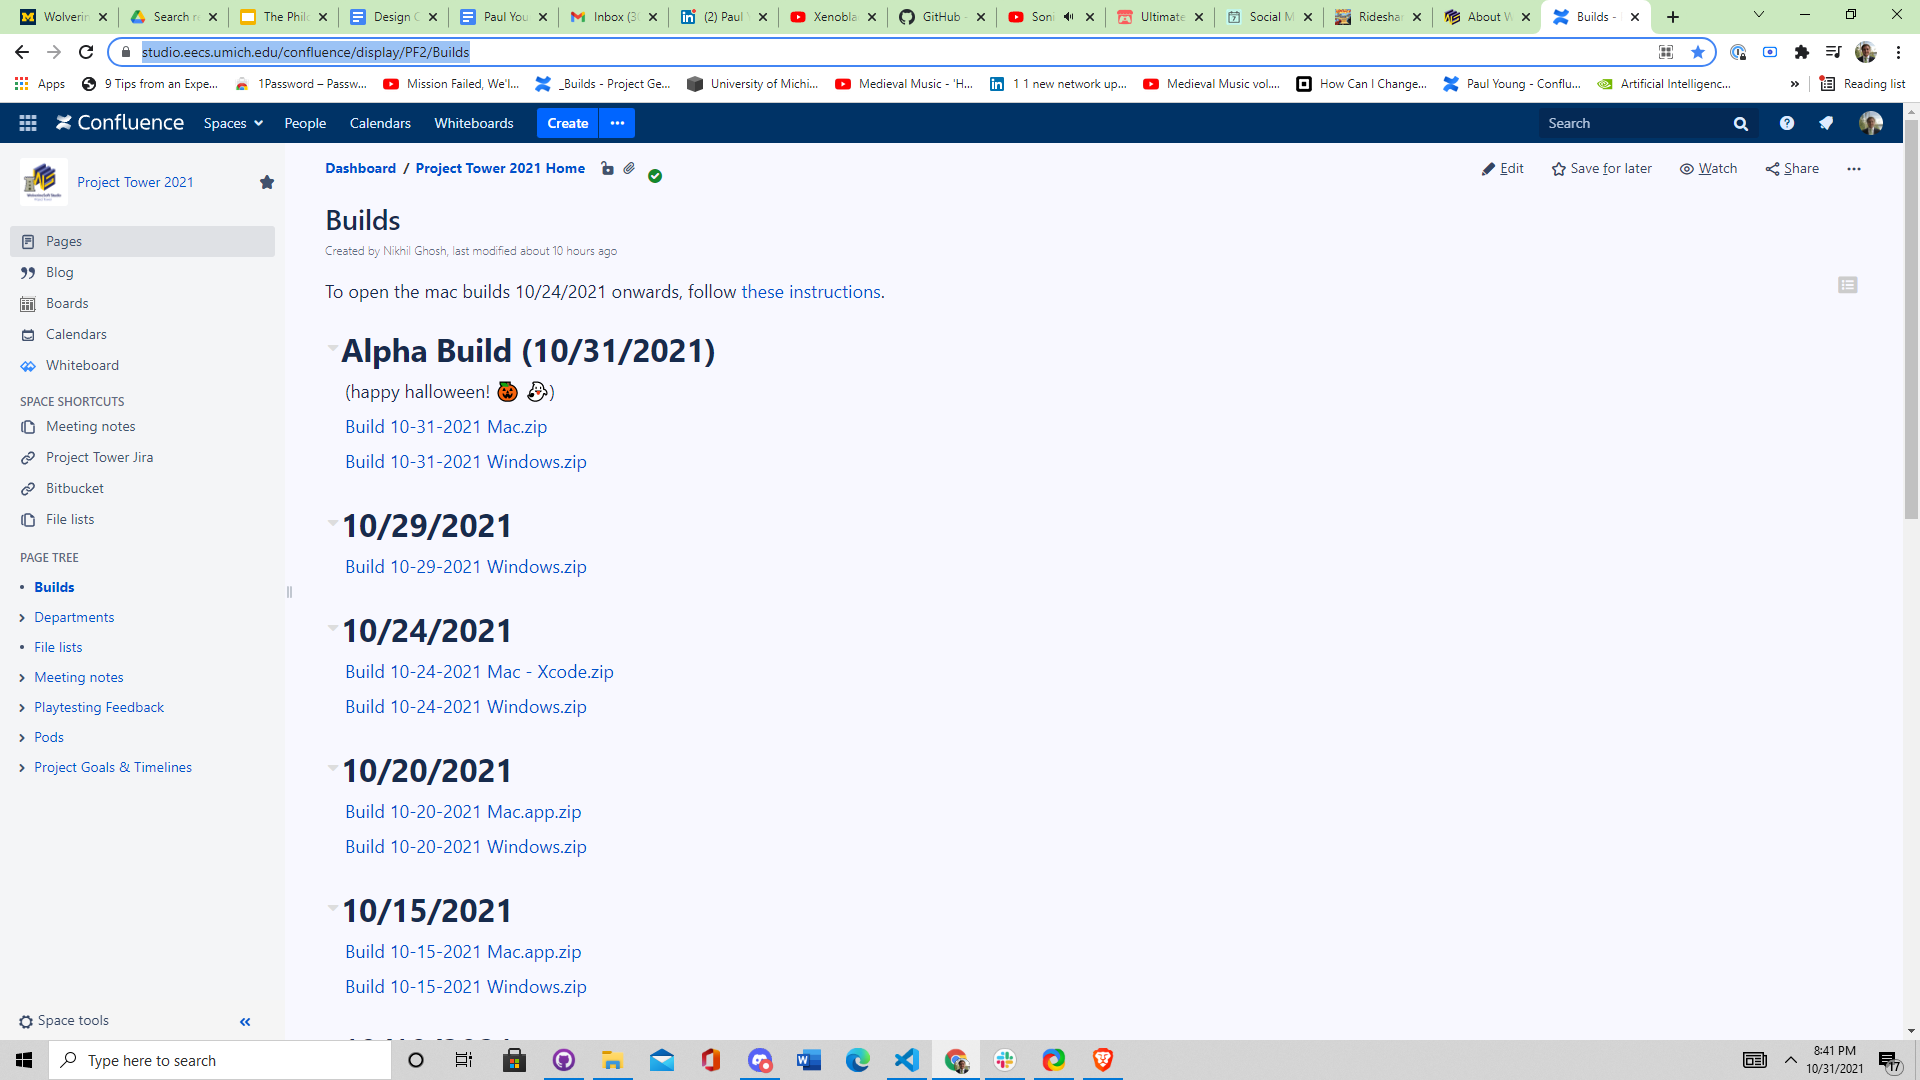 Wolverin
Search r
The Phil
Design C
Paul You
Inbox (3
(2) Paul
Xenobla
GitHub
Soni
Ultimate
Social M
Rideshar
About W
Builds -
studio.eecs.umich.edu/confluence/display/PF2/Builds
Apps
9 Tips from an Expe...
1Password – Passw...
Mission Failed, We'l...
_Builds - Project Ge...
University of Michi...
Medieval Music - 'H...
1 1 new network up...
Medieval Music vol....
How Can I Change...
Paul Young - Conflu...
Artificial Intelligenc...
»
Reading list
Confluence
Spaces
People
Calendars
Whiteboards
Create
Search
Project Tower 2021
Pages
Blog
Boards
Calendars
Whiteboard
SPACE SHORTCUTS
Meeting notes
Project Tower Jira
Bitbucket
File lists
PAGE TREE
• Builds
Departments
• File lists
Meeting notes
Playtesting Feedback
Pods
Project Goals & Timelines
Space tools
Dashboard / Project Tower 2021 Home
Edit
Save for later
Watch
Share
Builds
Created by Nikhil Ghosh, last modified about 10 hours ago
To open the mac builds 10/24/2021 onwards, follow these instructions.
Alpha Build (10/31/2021)
(happy halloween! 🎃 👻)
Build 10-31-2021 Mac.zip
Build 10-31-2021 Windows.zip
10/29/2021
Build 10-29-2021 Windows.zip
10/24/2021
Build 10-24-2021 Mac - Xcode.zip
Build 10-24-2021 Windows.zip
10/20/2021
Build 10-20-2021 Mac.app.zip
Build 10-20-2021 Windows.zip
10/15/2021
Build 10-15-2021 Mac.app.zip
Build 10-15-2021 Windows.zip
Type here to search
8:41 PM
10/31/2021
17